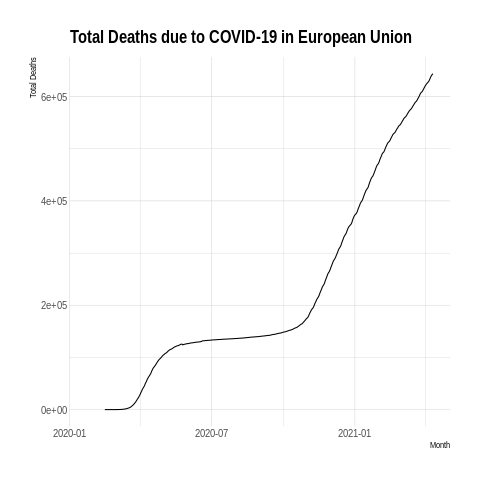 Total Deaths due to COVID-19 in European Union
Total Deaths
6e+05
4e+05
2e+05
0e+00
2020-01
2020-07
2021-01
Month